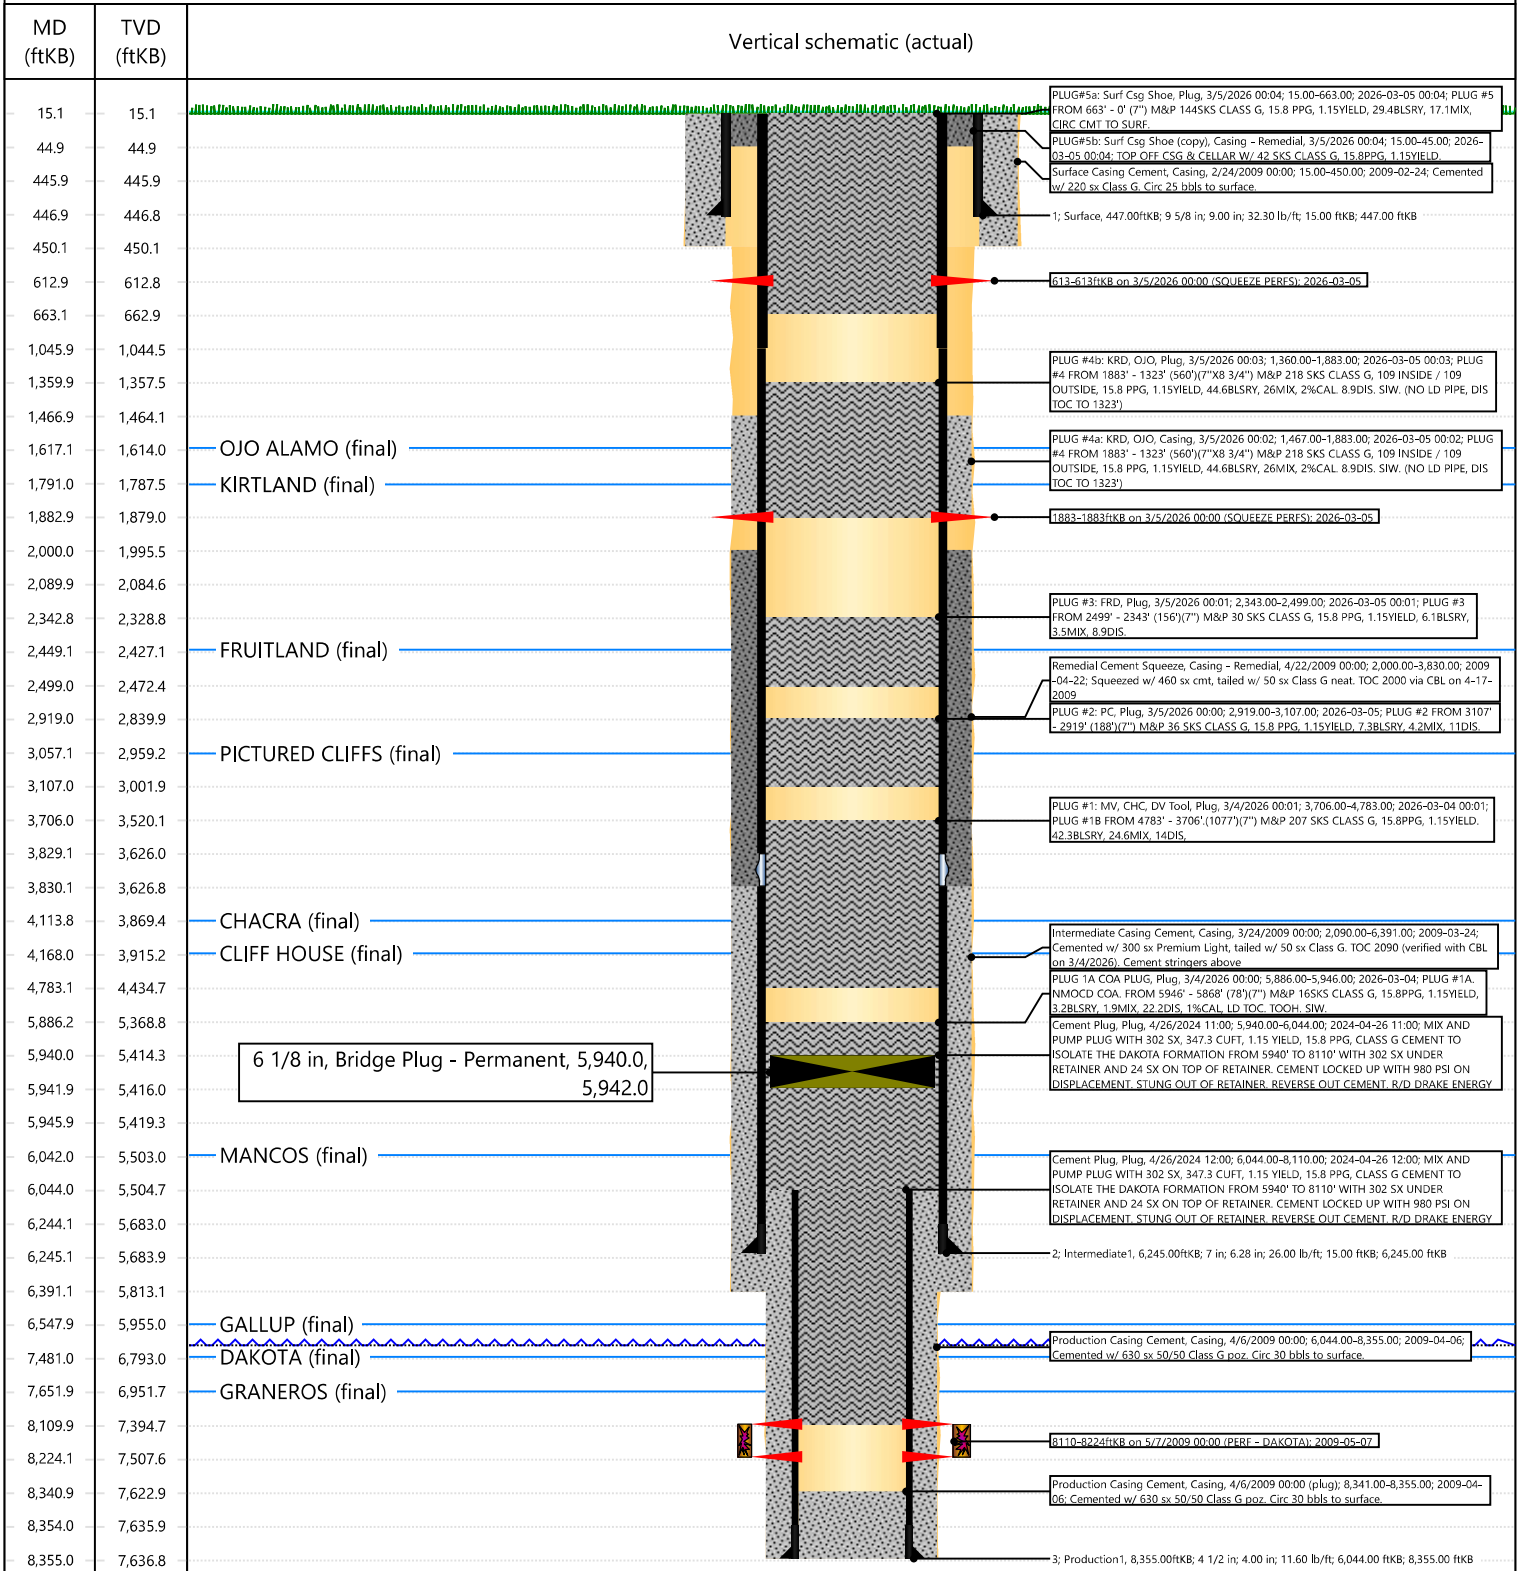 MD
(ftKB)
TVD
(ftKB)
Vertical schematic (actual)
15.1 15.1
44.9 44.9
445.9 445.9
446.9 446.8
450.1 450.1
612.9 612.8
663.1 662.9
1,045.9 1,044.5
1,359.9 1,357.5
1,466.9 1,464.1
1,617.1 1,614.0
1,791.0 1,787.5
1,882.9 1,879.0
2,000.0 1,995.5
2,089.9 2,084.6
2,342.8 2,328.8
2,449.1 2,427.1
2,499.0 2,472.4
2,919.0 2,839.9
3,057.1 2,959.2
3,107.0 3,001.9
3,706.0 3,520.1
3,829.1 3,626.0
3,830.1 3,626.8
4,113.8 3,869.4
4,168.0 3,915.2
4,783.1 4,434.7
5,886.2 5,368.8
5,940.0 5,414.3
5,941.9 5,416.0
5,945.9 5,419.3
6,042.0 5,503.0
6,044.0 5,504.7
6,244.1 5,683.0
6,245.1 5,683.9
6,391.1 5,813.1
6,547.9 5,955.0
7,481.0 6,793.0
7,651.9 6,951.7
8,109.9 7,394.7
8,224.1 7,507.6
8,340.9 7,622.9
8,354.0 7,635.9
8,355.0 7,636.8
OJO ALAMO (final)
KIRTLAND (final)
FRUITLAND (final)
PICTURED CLIFFS (final)
CHACRA (final)
CLIFF HOUSE (final)
6 1/8 in, Bridge Plug - Permanent, 5,940.0,
5,942.0
MANCOS (final)
GALLUP (final)
DAKOTA (final)
GRANEROS (final)
PLUG#5a: Surf Csg Shoe, Plug, 3/5/2026 00:04; 15.00-663.00; 2026-03-05 00:04; PLUG #5
FROM 663' - 0' (7") M&P 144SKS CLASS G, 15.8 PPG, 1.15YIELD, 29.4BLSRY, 17.1MIX,
CIRC CMT TO SURF.
PLUG#5b: Surf Csg Shoe (copy), Casing - Remedial, 3/5/2026 00:04; 15.00-45.00; 2026-
03-05 00:04; TOP OFF CSG & CELLAR W/ 42 SKS CLASS G, 15.8PPG, 1.15YIELD.
Surface Casing Cement, Casing, 2/24/2009 00:00; 15.00-450.00; 2009-02-24; Cemented
w/ 220 sx Class G. Circ 25 bbls to surface.
1; Surface, 447.00ftKB; 9 5/8 in; 9.00 in; 32.30 lb/ft; 15.00 ftKB; 447.00 ftKB
613-613ftKB on 3/5/2026 00:00 (SQUEEZE PERFS); 2026-03-05
PLUG #4b: KRD, OJO, Plug, 3/5/2026 00:03; 1,360.00-1,883.00; 2026-03-05 00:03; PLUG
#4 FROM 1883' - 1323' (560')(7"X8 3/4") M&P 218 SKS CLASS G, 109 INSIDE / 109
OUTSIDE, 15.8 PPG, 1.15YIELD, 44.6BLSRY, 26MIX, 2%CAL. 8.9DIS. SIW. (NO LD PIPE, DIS
TOC TO 1323')
PLUG #4a: KRD, OJO, Casing, 3/5/2026 00:02; 1,467.00-1,883.00; 2026-03-05 00:02; PLUG
#4 FROM 1883' - 1323' (560')(7"X8 3/4") M&P 218 SKS CLASS G, 109 INSIDE / 109
OUTSIDE, 15.8 PPG, 1.15YIELD, 44.6BLSRY, 26MIX, 2%CAL. 8.9DIS. SIW. (NO LD PIPE, DIS
TOC TO 1323')
1883-1883ftKB on 3/5/2026 00:00 (SQUEEZE PERFS); 2026-03-05
PLUG #3: FRD, Plug, 3/5/2026 00:01; 2,343.00-2,499.00; 2026-03-05 00:01; PLUG #3
FROM 2499' - 2343' (156')(7") M&P 30 SKS CLASS G, 15.8 PPG, 1.15YIELD, 6.1BLSRY,
3.5MIX, 8.9DIS.
Remedial Cement Squeeze, Casing - Remedial, 4/22/2009 00:00; 2,000.00-3,830.00; 2009
-04-22; Squeezed w/ 460 sx cmt, tailed w/ 50 sx Class G neat. TOC 2000 via CBL on 4-17-
2009
PLUG #2: PC, Plug, 3/5/2026 00:00; 2,919.00-3,107.00; 2026-03-05; PLUG #2 FROM 3107'
- 2919' (188')(7") M&P 36 SKS CLASS G, 15.8 PPG, 1.15YIELD, 7.3BLSRY, 4.2MIX, 11DIS.
PLUG #1: MV, CHC, DV Tool, Plug, 3/4/2026 00:01; 3,706.00-4,783.00; 2026-03-04 00:01;
PLUG #1B FROM 4783' - 3706'.(1077')(7") M&P 207 SKS CLASS G, 15.8PPG, 1.15YIELD.
42.3BLSRY, 24.6MIX, 14DIS,
Intermediate Casing Cement, Casing, 3/24/2009 00:00; 2,090.00-6,391.00; 2009-03-24;
Cemented w/ 300 sx Premium Light, tailed w/ 50 sx Class G. TOC 2090 (verified with CBL
on 3/4/2026). Cement stringers above
PLUG 1A COA PLUG, Plug, 3/4/2026 00:00; 5,886.00-5,946.00; 2026-03-04; PLUG #1A.
NMOCD COA. FROM 5946' - 5868' (78')(7") M&P 16SKS CLASS G, 15.8PPG, 1.15YIELD,
3.2BLSRY, 1.9MIX, 22.2DIS, 1%CAL, LD TOC. TOOH. SIW.
Cement Plug, Plug, 4/26/2024 11:00; 5,940.00-6,044.00; 2024-04-26 11:00; MIX AND
PUMP PLUG WITH 302 SX, 347.3 CUFT, 1.15 YIELD, 15.8 PPG, CLASS G CEMENT TO
ISOLATE THE DAKOTA FORMATION FROM 5940' TO 8110' WITH 302 SX UNDER
RETAINER AND 24 SX ON TOP OF RETAINER. CEMENT LOCKED UP WITH 980 PSI ON
DISPLACEMENT. STUNG OUT OF RETAINER. REVERSE OUT CEMENT. R/D DRAKE ENERGY
Cement Plug, Plug, 4/26/2024 12:00; 6,044.00-8,110.00; 2024-04-26 12:00; MIX AND
PUMP PLUG WITH 302 SX, 347.3 CUFT, 1.15 YIELD, 15.8 PPG, CLASS G CEMENT TO
ISOLATE THE DAKOTA FORMATION FROM 5940' TO 8110' WITH 302 SX UNDER
RETAINER AND 24 SX ON TOP OF RETAINER. CEMENT LOCKED UP WITH 980 PSI ON
DISPLACEMENT. STUNG OUT OF RETAINER. REVERSE OUT CEMENT. R/D DRAKE ENERGY
2; Intermediate1, 6,245.00ftKB; 7 in; 6.28 in; 26.00 lb/ft; 15.00 ftKB; 6,245.00 ftKB
Production Casing Cement, Casing, 4/6/2009 00:00; 6,044.00-8,355.00; 2009-04-06;
Cemented w/ 630 sx 50/50 Class G poz. Circ 30 bbls to surface.
8110-8224ftKB on 5/7/2009 00:00 (PERF - DAKOTA); 2009-05-07
Production Casing Cement, Casing, 4/6/2009 00:00 (plug); 8,341.00-8,355.00; 2009-04-
06; Cemented w/ 630 sx 50/50 Class G poz. Circ 30 bbls to surface.
3; Production1, 8,355.00ftKB; 4 1/2 in; 4.00 in; 11.60 lb/ft; 6,044.00 ftKB; 8,355.00 ftKB